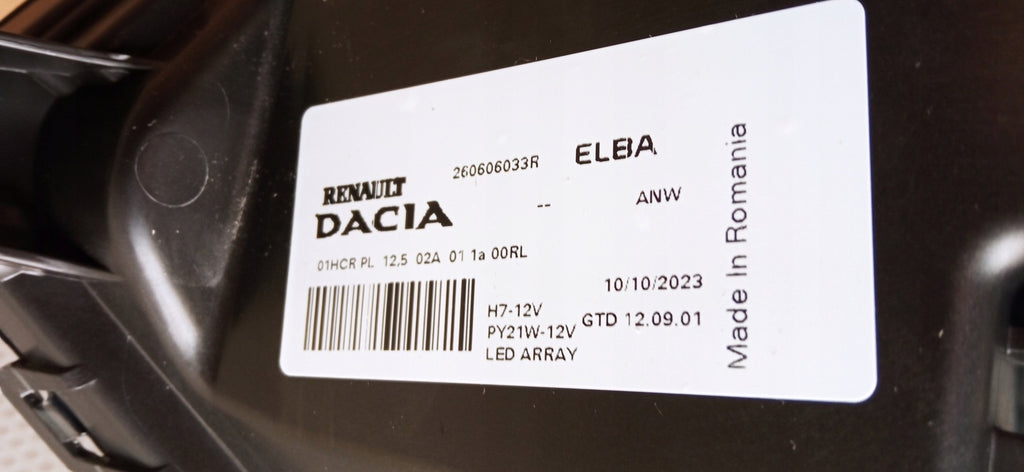 260606033R ELBA
RENAULT
DACIA -- ANW
01HCR PL 12,5 02A 01 1a 00RL
10/10/2023
H7-12V
PY21W-12V GTD 12.09.01
LED ARRAY
Made In Romania